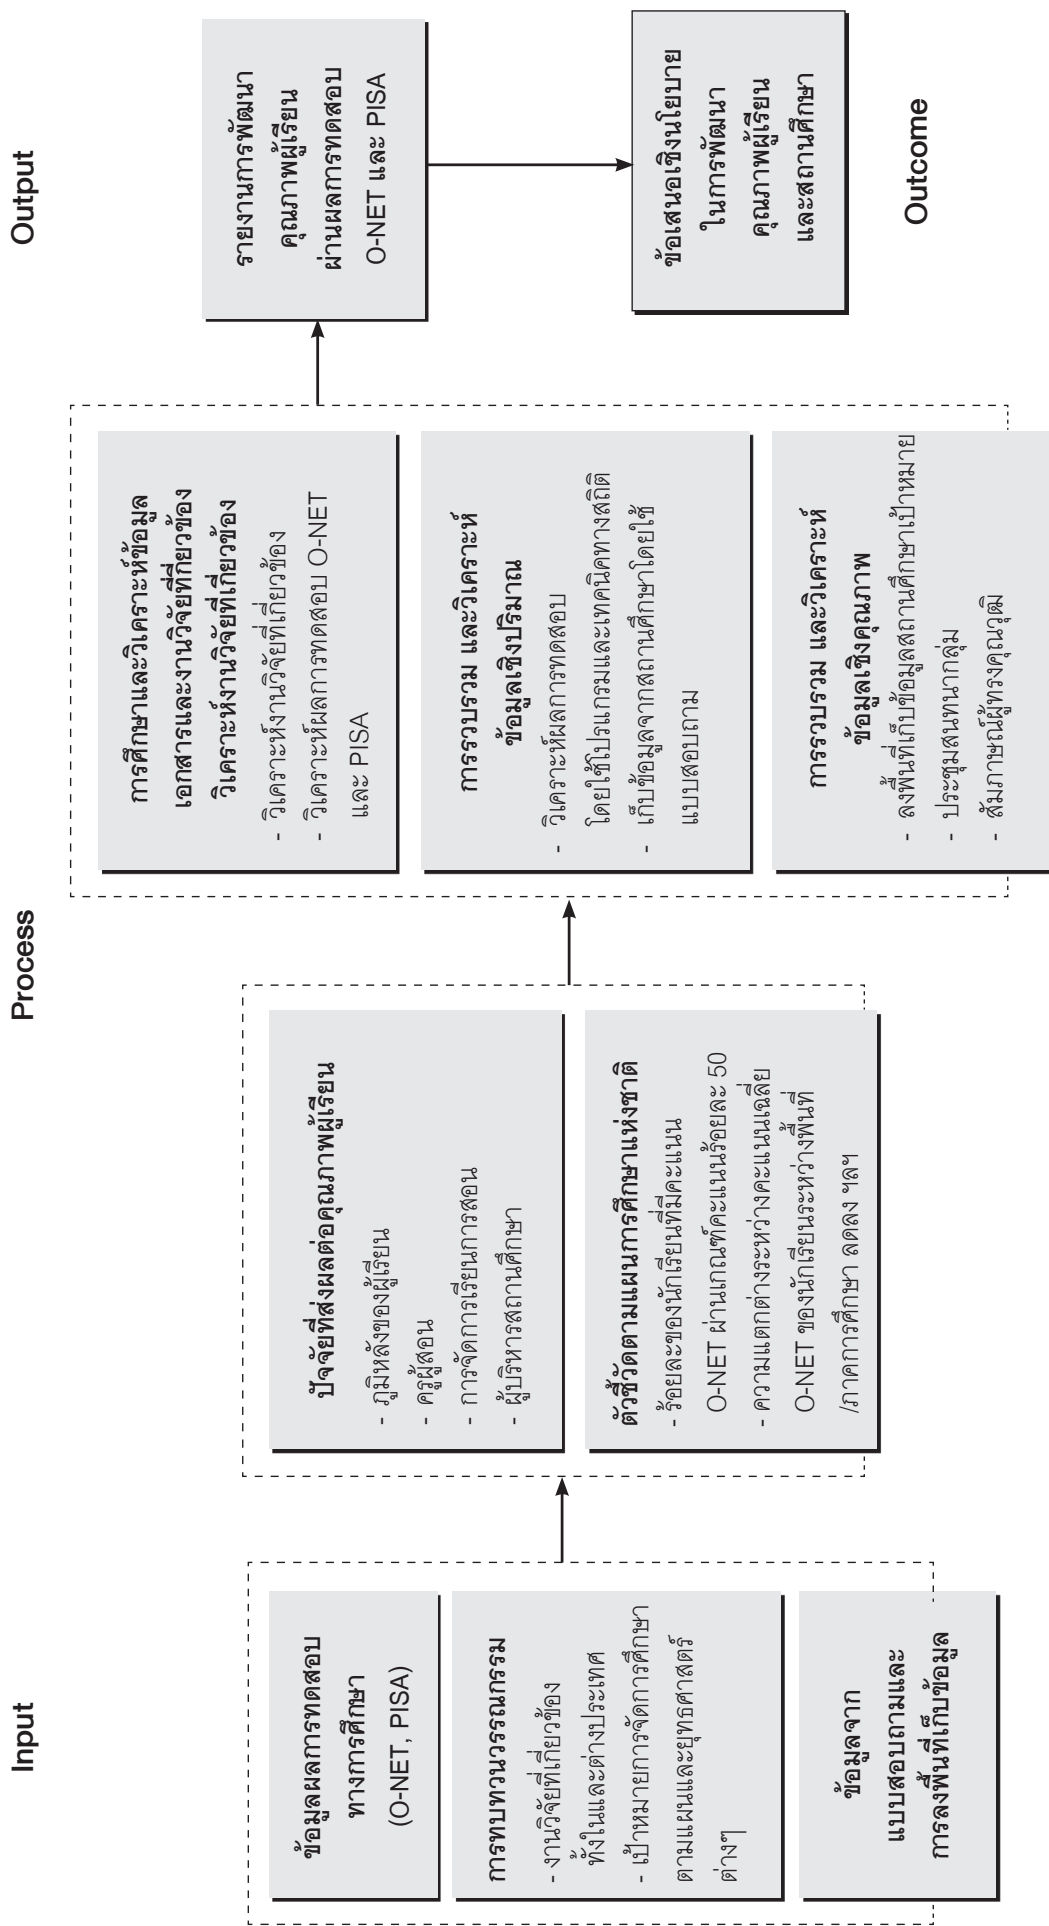 Input
ข้อมูลผลการทดสอบ
ทางการศึกษา
(O-NET, PISA)
การทบทวนวรรณกรรม
- งานวิจัยที่เกี่ยวข้อง
ทั้งในและต่างประเทศ
- เป้าหมายการจัดการศึกษา
ตามแผนและยุทธศาสตร์
ต่างๆ
ข้อมูลจาก
แบบสอบถามและ
การลงพื้นที่เก็บข้อมูล
Process
ปัจจัยที่ส่งผลต่อคุณภาพผู้เรียน
- ภูมิหลังของผู้เรียน
- ครูผู้สอน
- การจัดการเรียนการสอน
- ผู้บริหารสถานศึกษา
ตัวชี้วัดตามแผนการศึกษาแห่งชาติ
- ร้อยละของนักเรียนที่มีคะแนน
O-NET ผ่านเกณฑ์คะแนนร้อยละ 50
- ความแตกต่างระหว่างคะแนนเฉลี่ย
O-NET ของนักเรียนระหว่างพื้นที่
/ภาคการศึกษา ลดลง ฯลฯ
การศึกษาและวิเคราะห์ข้อมูล
เอกสารและงานวิจัยที่เกี่ยวข้อง
วิเคราะห์งานวิจัยที่เกี่ยวข้อง
- วิเคราะห์งานวิจัยที่เกี่ยวข้อง
- วิเคราะห์ผลการทดสอบ O-NET
และ PISA
การรวบรวม และวิเคราะห์
ข้อมูลเชิงปริมาณ
- วิเคราะห์ผลการทดสอบ
โดยใช้โปรแกรมและเทคนิคทางสถิติ
- เก็บข้อมูลจากสถานศึกษาโดยใช้
แบบสอบถาม
การรวบรวม และวิเคราะห์
ข้อมูลเชิงคุณภาพ
- ลงพื้นที่เก็บข้อมูลสถานศึกษาเป้าหมาย
- ประชุมสนทนากลุ่ม
- สัมภาษณ์ผู้ทรงคุณวุฒิ
Output
รายงานการพัฒนา
คุณภาพผู้เรียน
ผ่านผลการทดสอบ
O-NET และ PISA
ข้อเสนอเชิงนโยบาย
ในการพัฒนา
คุณภาพผู้เรียน
และสถานศึกษา
Outcome